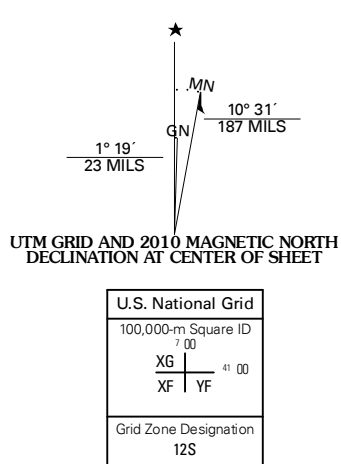 MN
10° 31´
187 MILS
GN
1° 19´
23 MILS
UTM GRID AND 2010 MAGNETIC NORTH
DECLINATION AT CENTER OF SHEET
U.S. National Grid
100,000-m Square ID
7 00
XG
41 00
XF YF
Grid Zone Designation
12S